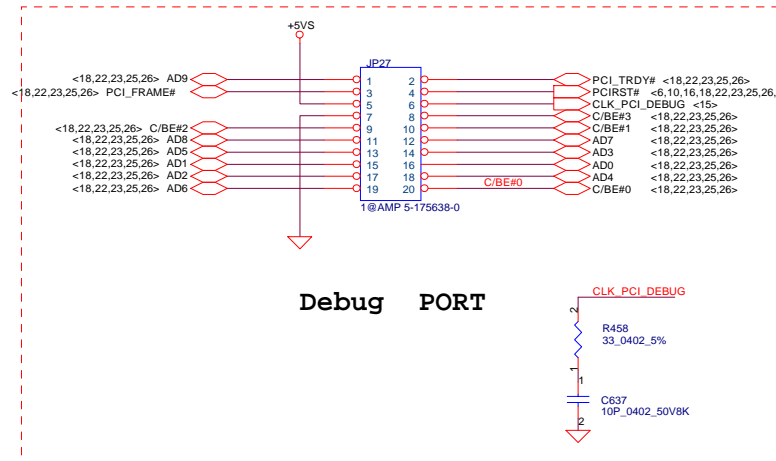 +5VS
JP27
<18,22,23,25,26> AD9 1 2 PCI_TRDY# <18,22,23,25,26>
<18,22,23,25,26> PCI_FRAME# 3 4 PCIRST# <6,10,16,18,22,23,25,26,
5 6 CLK_PCI_DEBUG <15>
7 8 C/BE#3 <18,22,23,25,26>
<18,22,23,25,26> C/BE#2 9 10 C/BE#1 <18,22,23,25,26>
<18,22,23,25,26> AD8 11 12 AD7 <18,22,23,25,26>
<18,22,23,25,26> AD5 13 14 AD3 <18,22,23,25,26>
<18,22,23,25,26> AD1 15 16 AD0 <18,22,23,25,26>
<18,22,23,25,26> AD2 17 18 AD4 <18,22,23,25,26>
<18,22,23,25,26> AD6 19 20 C/BE#0 C/BE#0 <18,22,23,25,26>
1@AMP 5-175638-0
Debug PORT
CLK_PCI_DEBUG
2
R458
33_0402_5%
1
1
C637
10P_0402_50V8K
2